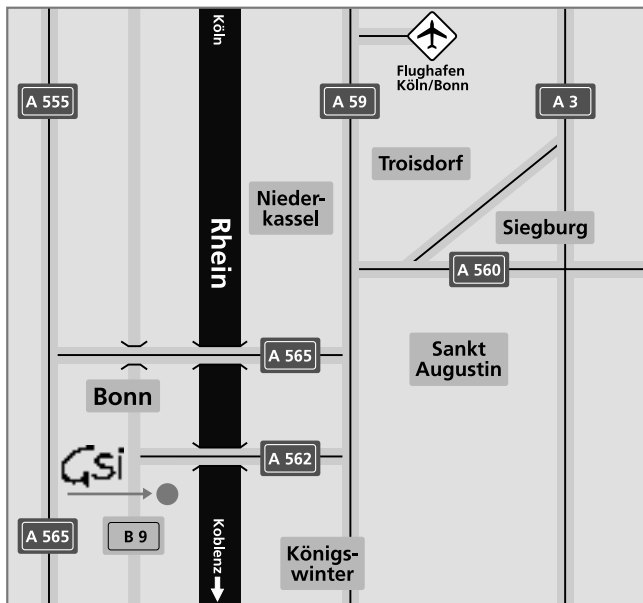 Köln
Flughafen
Köln/Bonn
A 555
A 59
A 3
Troisdorf
Nieder-
kassel
Rhein
Siegburg
A 560
A 565
Sankt
Augustin
Bonn
Gsi
A 562
A 565
B 9
Koblenz
Königs-
winter